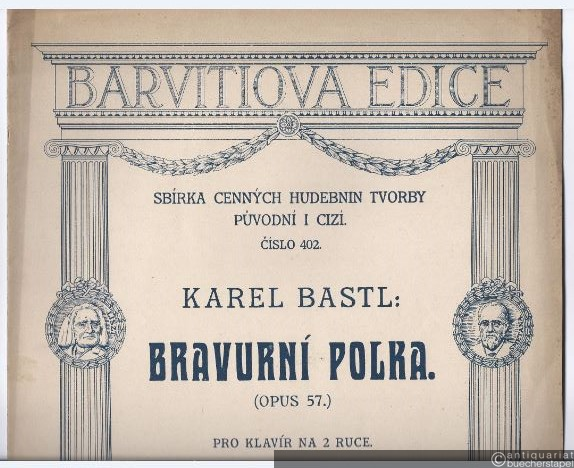 BARVITIOVA EDICE
SBÍRKA CENNÝCH HUDEBNIN TVORBY
PŮVODNÍ I CIZÍ.
ČÍSLO 402.
KAREL BASTL:
BRAVURNÍ POLKA.
(OPUS 57.)
PRO KLAVÍR NA 2 RUCE.
©antiquariat
buecherstapel